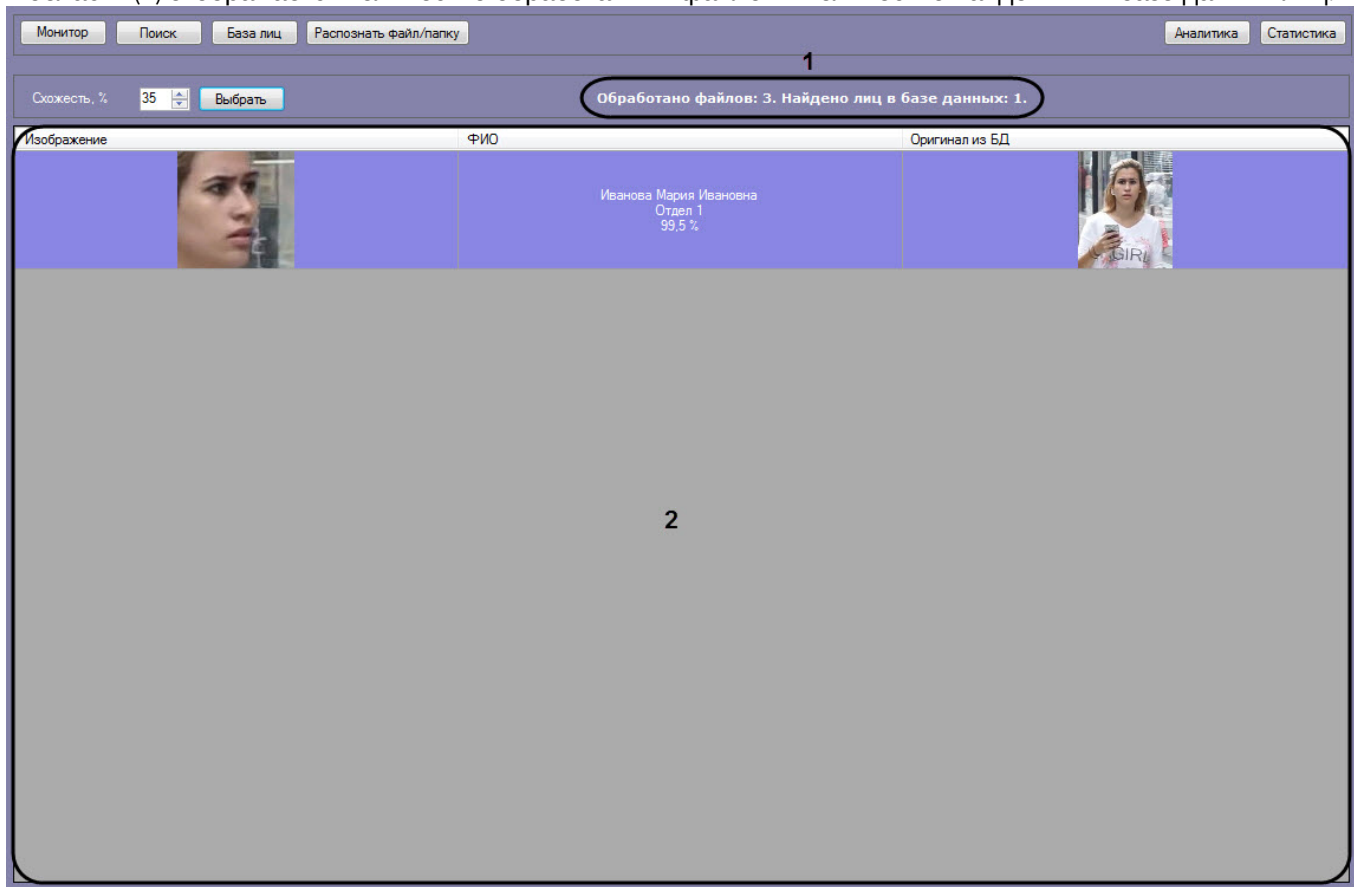 Монитор Поиск База лиц Распознать файл/папку Аналитика Статистика
1
Схожесть, % 35 Выбрать Обработано файлов: 3. Найдено лиц в базе данных: 1.
Изображение ФИО Оригинал из БД
Иванова Мария Ивановна
Отдел 1
99,5 %
GIRL
2